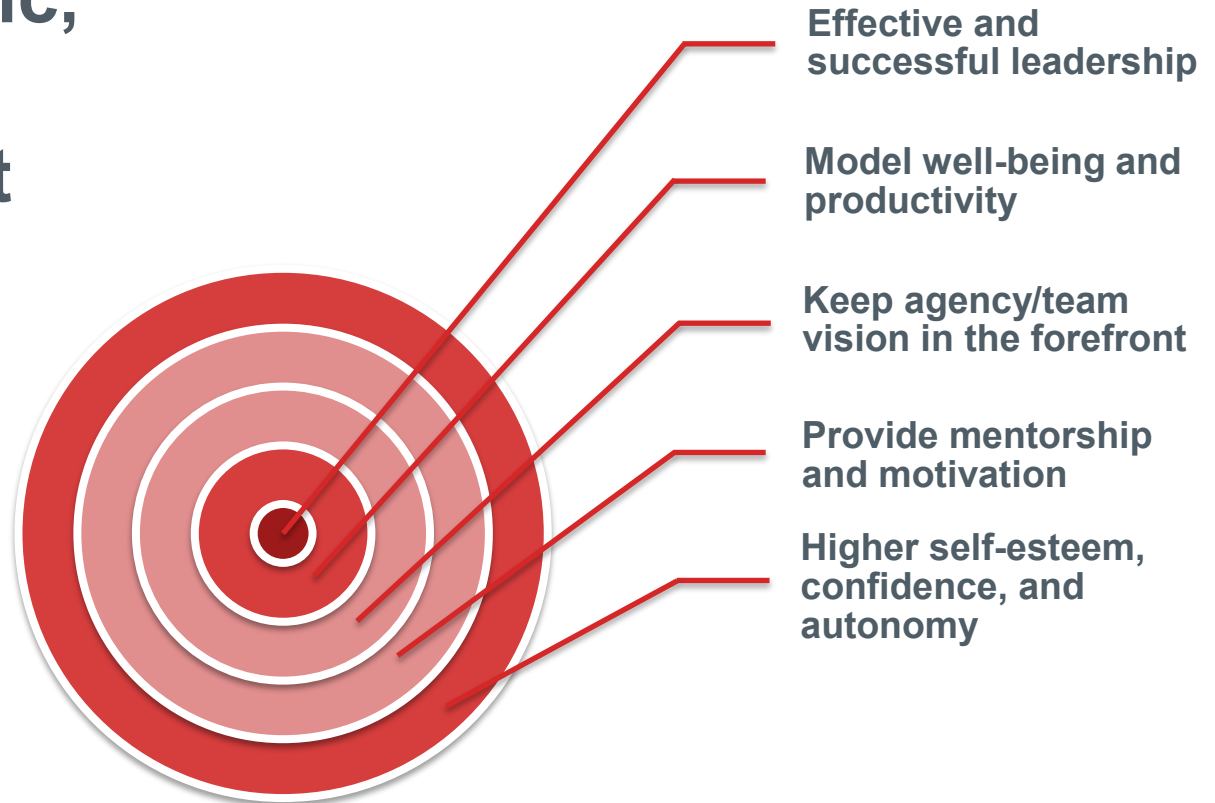 Effective and
successful leadership
Model well-being and
productivity
Keep agency/team
vision in the forefront
Provide mentorship
and motivation
Higher self-esteem,
confidence, and
autonomy